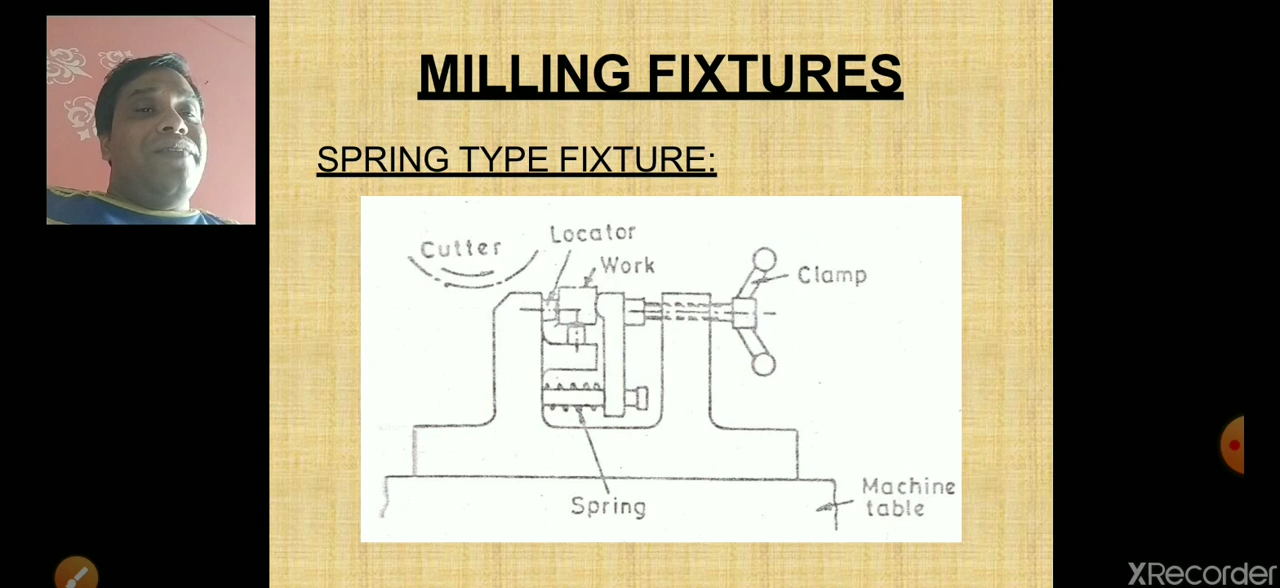 MILLING FIXTURES
SPRING TYPE FIXTURE:
Cutter
Locator
Work
Clamp
Spring
Machine
table
XRecorder